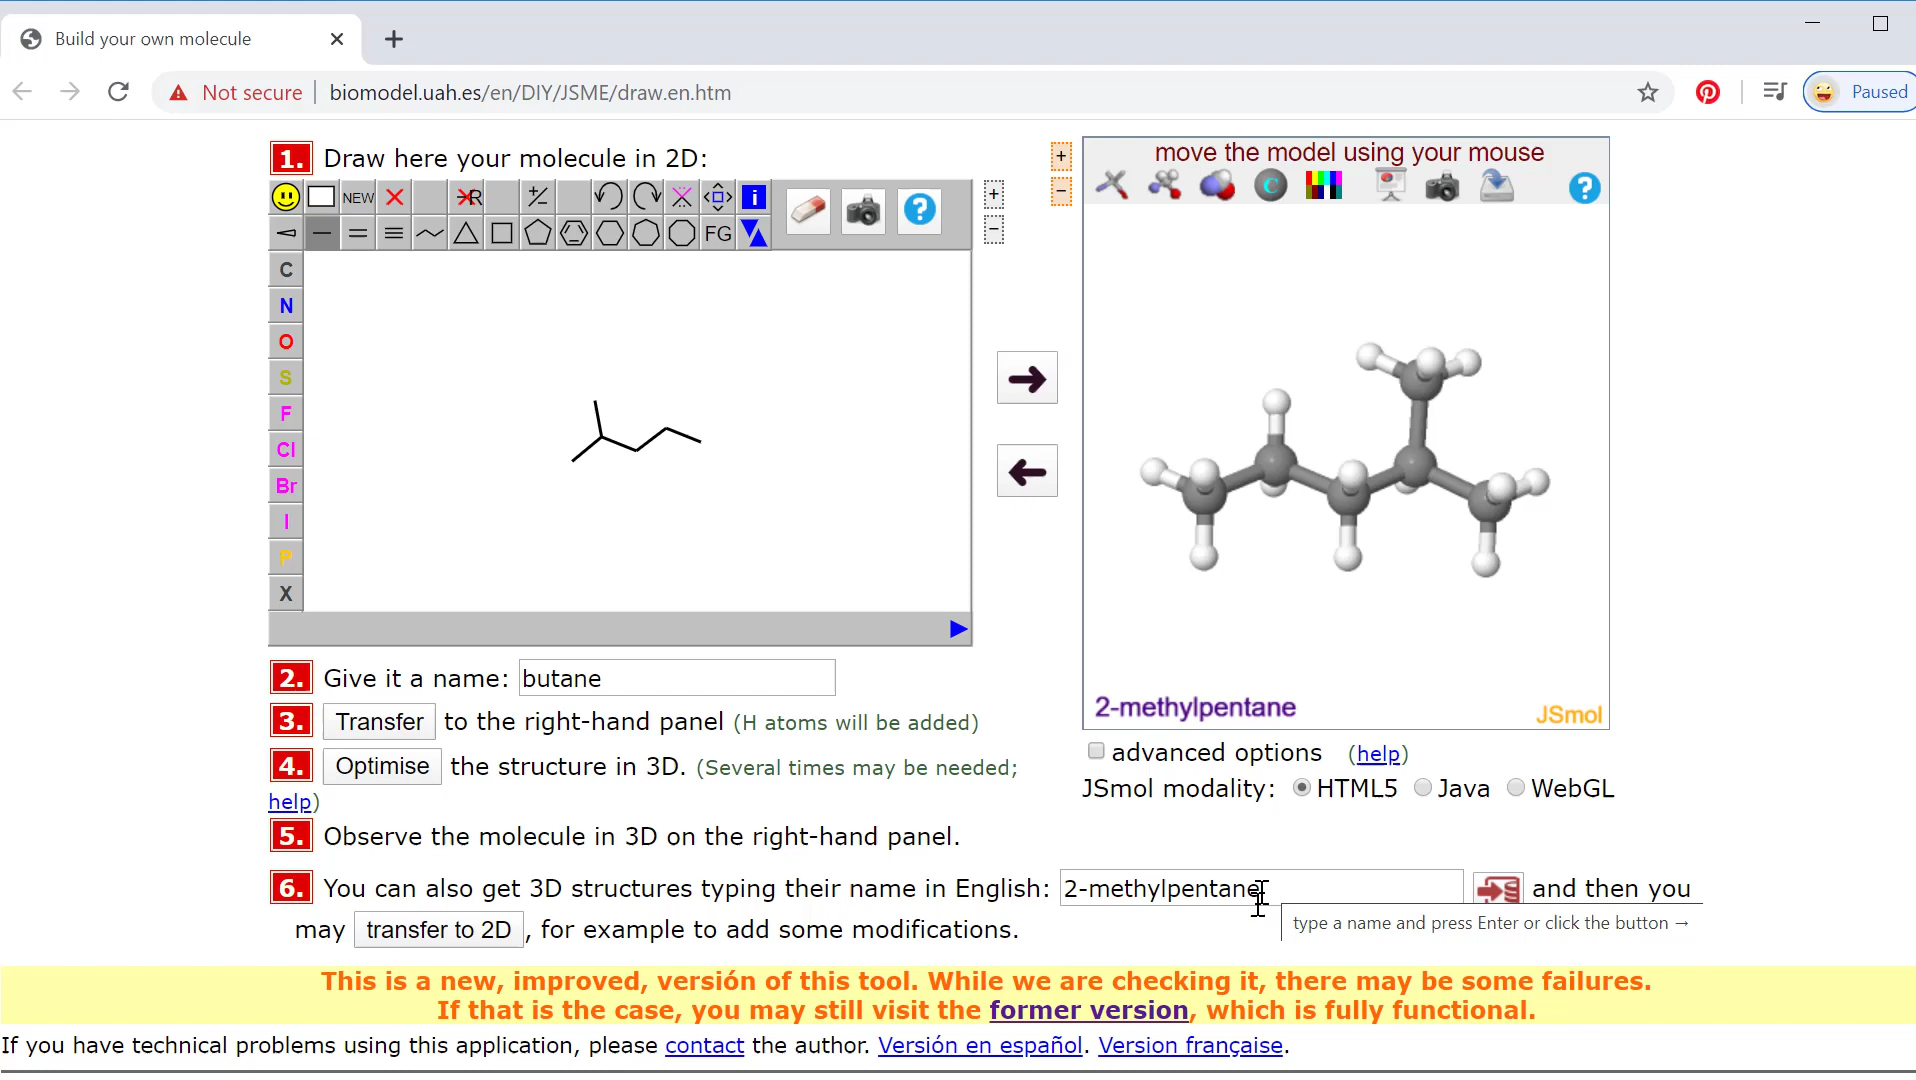 Build your own molecule
Not secure biomodel.uah.es/en/DIY/JSME/draw.en.htm Paused
1. Draw here your molecule in 2D:
NEW R +/- i
FG
C
N
O
S
F
Cl
Br
I
P
X
+
-
+
-
move the model using your mouse
C ?
?
2-methylpentane
JSmol
2. Give it a name: butane
3. Transfer to the right-hand panel (H atoms will be added)
4. Optimise the structure in 3D. (Several times may be needed;
help)
5. Observe the molecule in 3D on the right-hand panel.
advanced options (help)
JSmol modality: HTML5 Java WebGL
6. You can also get 3D structures typing their name in English: 2-methylpentane and then you
may transfer to 2D, for example to add some modifications.
type a name and press Enter or click the button →
This is a new, improved, versión of this tool. While we are checking it, there may be some failures.
If that is the case, you may still visit the former version, which is fully functional.
If you have technical problems using this application, please contact the author. Versión en español. Version française.